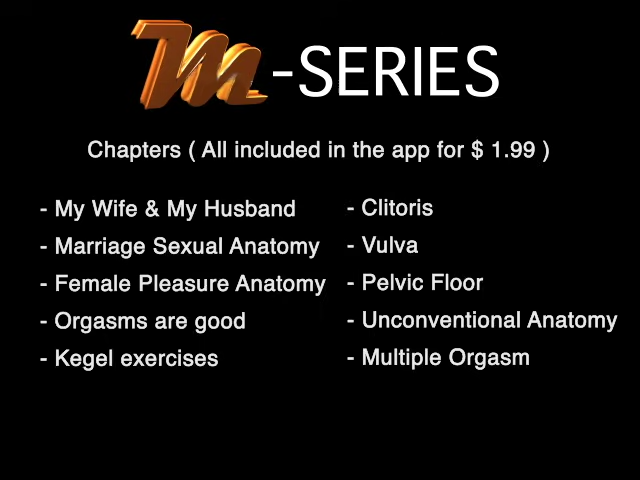 m-SERIES
Chapters ( All included in the app for $ 1.99 )
- My Wife & My Husband
- Marriage Sexual Anatomy
- Female Pleasure Anatomy
- Orgasms are good
- Kegel exercises
- Clitoris
- Vulva
- Pelvic Floor
- Unconventional Anatomy
- Multiple Orgasm